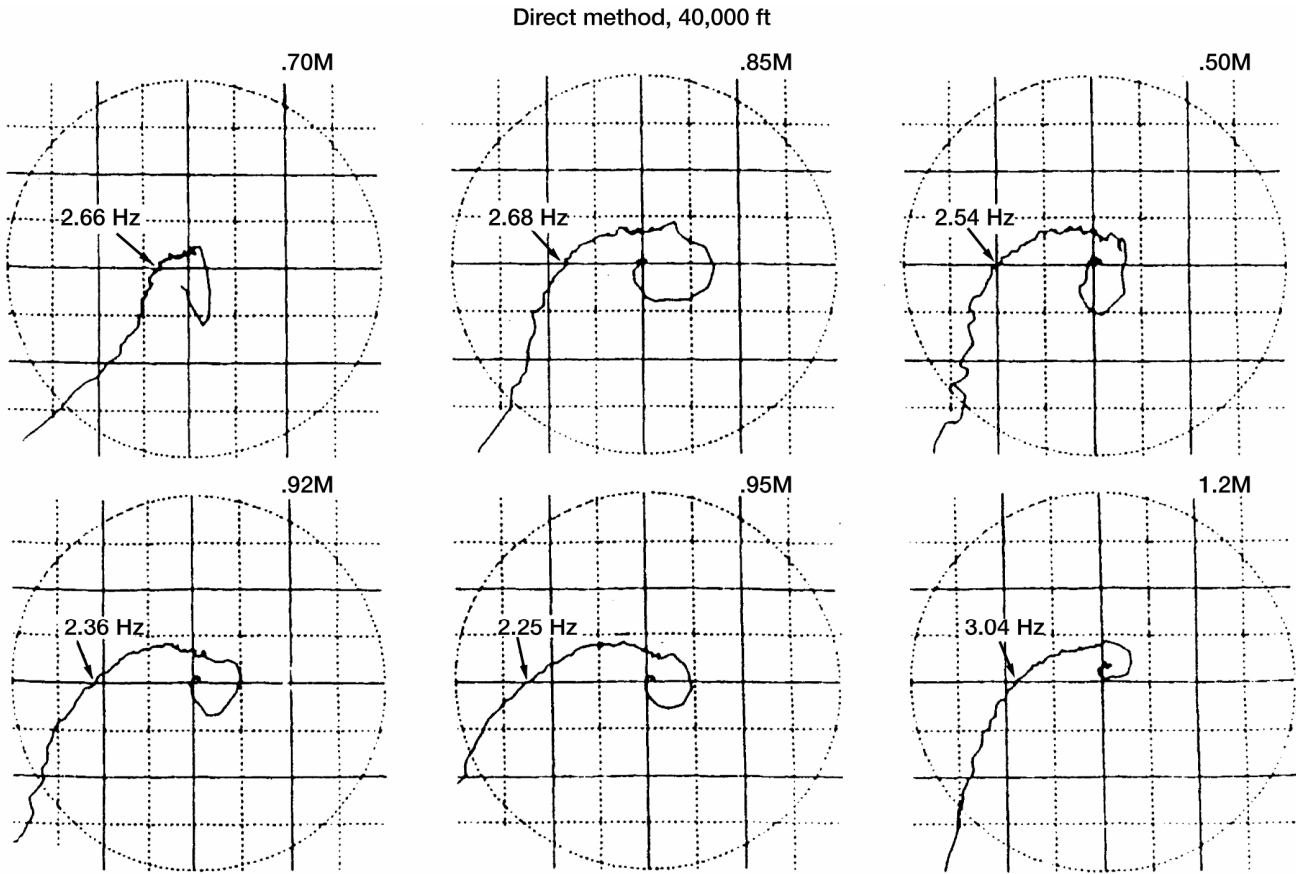 Direct method, 40,000 ft
.70M
.85M
.50M
2.66 Hz
2.68 Hz
2.54 Hz
.92M
.95M
1.2M
2.36 Hz
2.25 Hz
3.04 Hz